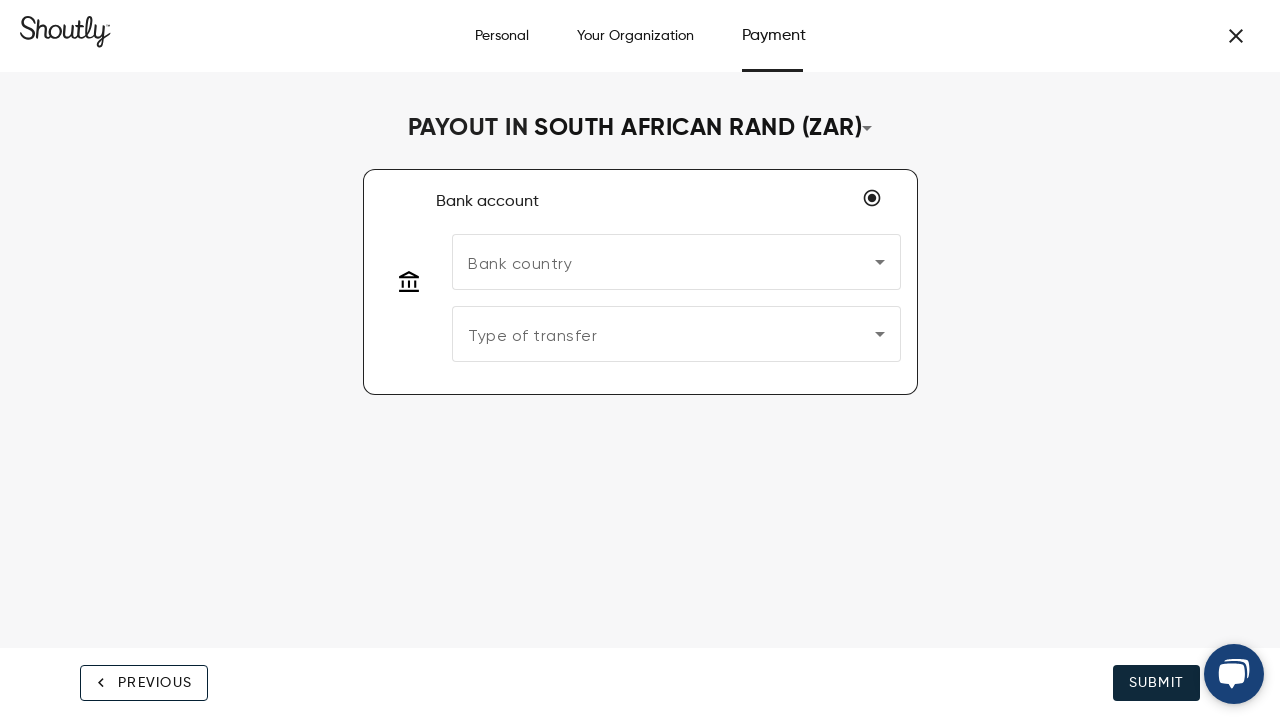 Shoutly™
Personal
Your Organization
Payment
PAYOUT IN SOUTH AFRICAN RAND (ZAR)
Bank account
Bank country
Type of transfer
PREVIOUS
SUBMIT